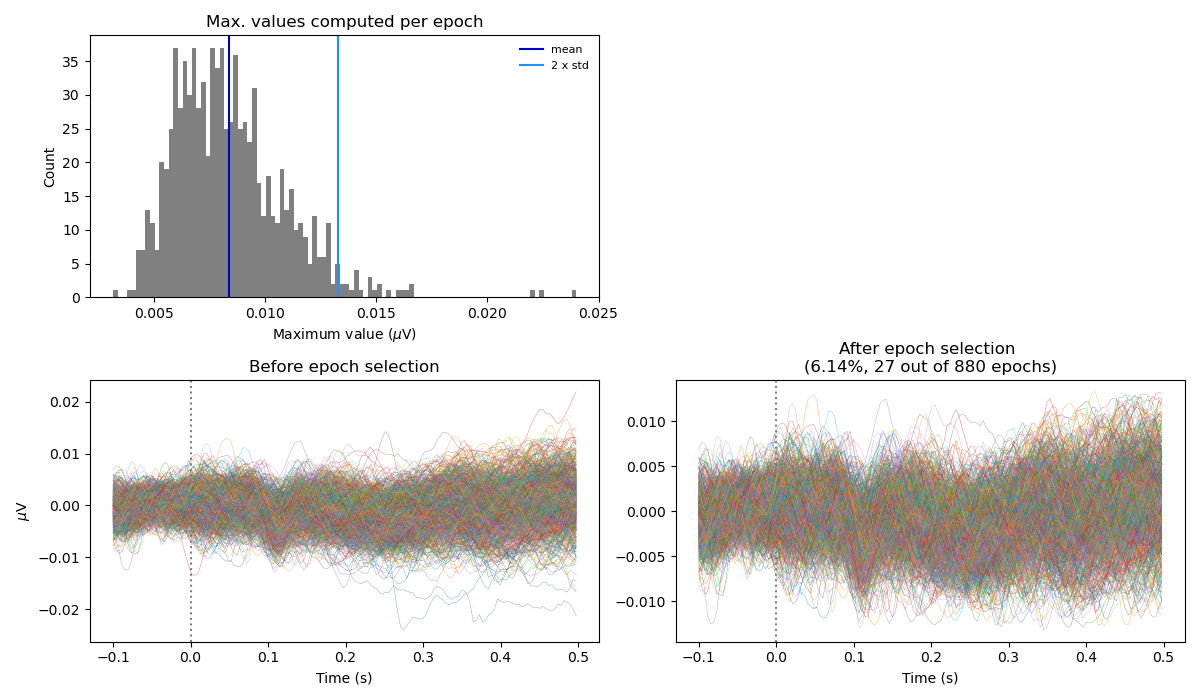 Max. values computed per epoch
mean
2 x std
Count
35
30
25
20
15
10
5
0
0.005 0.010 0.015 0.020 0.025
Maximum value (μV)
Before epoch selection
μV
0.02
0.01
0.00
−0.01
−0.02
−0.1 0.0 0.1 0.2 0.3 0.4 0.5
Time (s)
After epoch selection
(6.14%, 27 out of 880 epochs)
0.010
0.005
0.000
−0.005
−0.010
−0.1 0.0 0.1 0.2 0.3 0.4 0.5
Time (s)